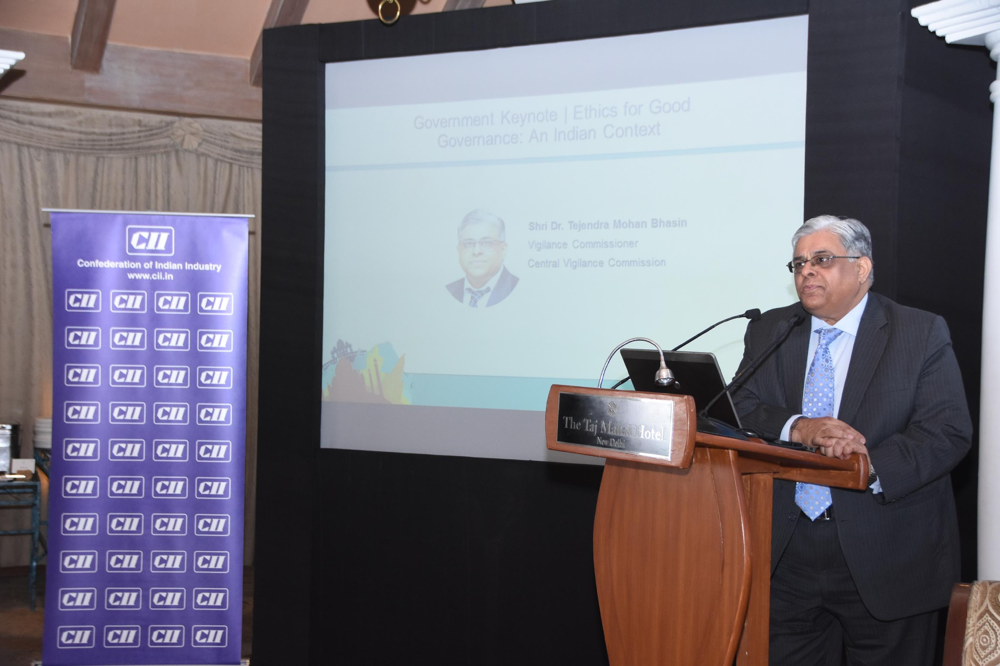 Government Keynote | Ethics for Good
Governance: An Indian Context
Shri Dr. Tejendra Mohan Bhasin
Vigilance Commissioner
Central Vigilance Commission
CII
Confederation of Indian Industry
www.cii.in
CII CII CII CII
CII CII CII CII
CII CII CII CII
CII CII CII CII
CII CII CII CII
CII CII CII CII
CII CII CII CII
CII CII CII CII
CII CII CII CII
CII CII CII CII
The Taj Mahal Hotel
New Delhi